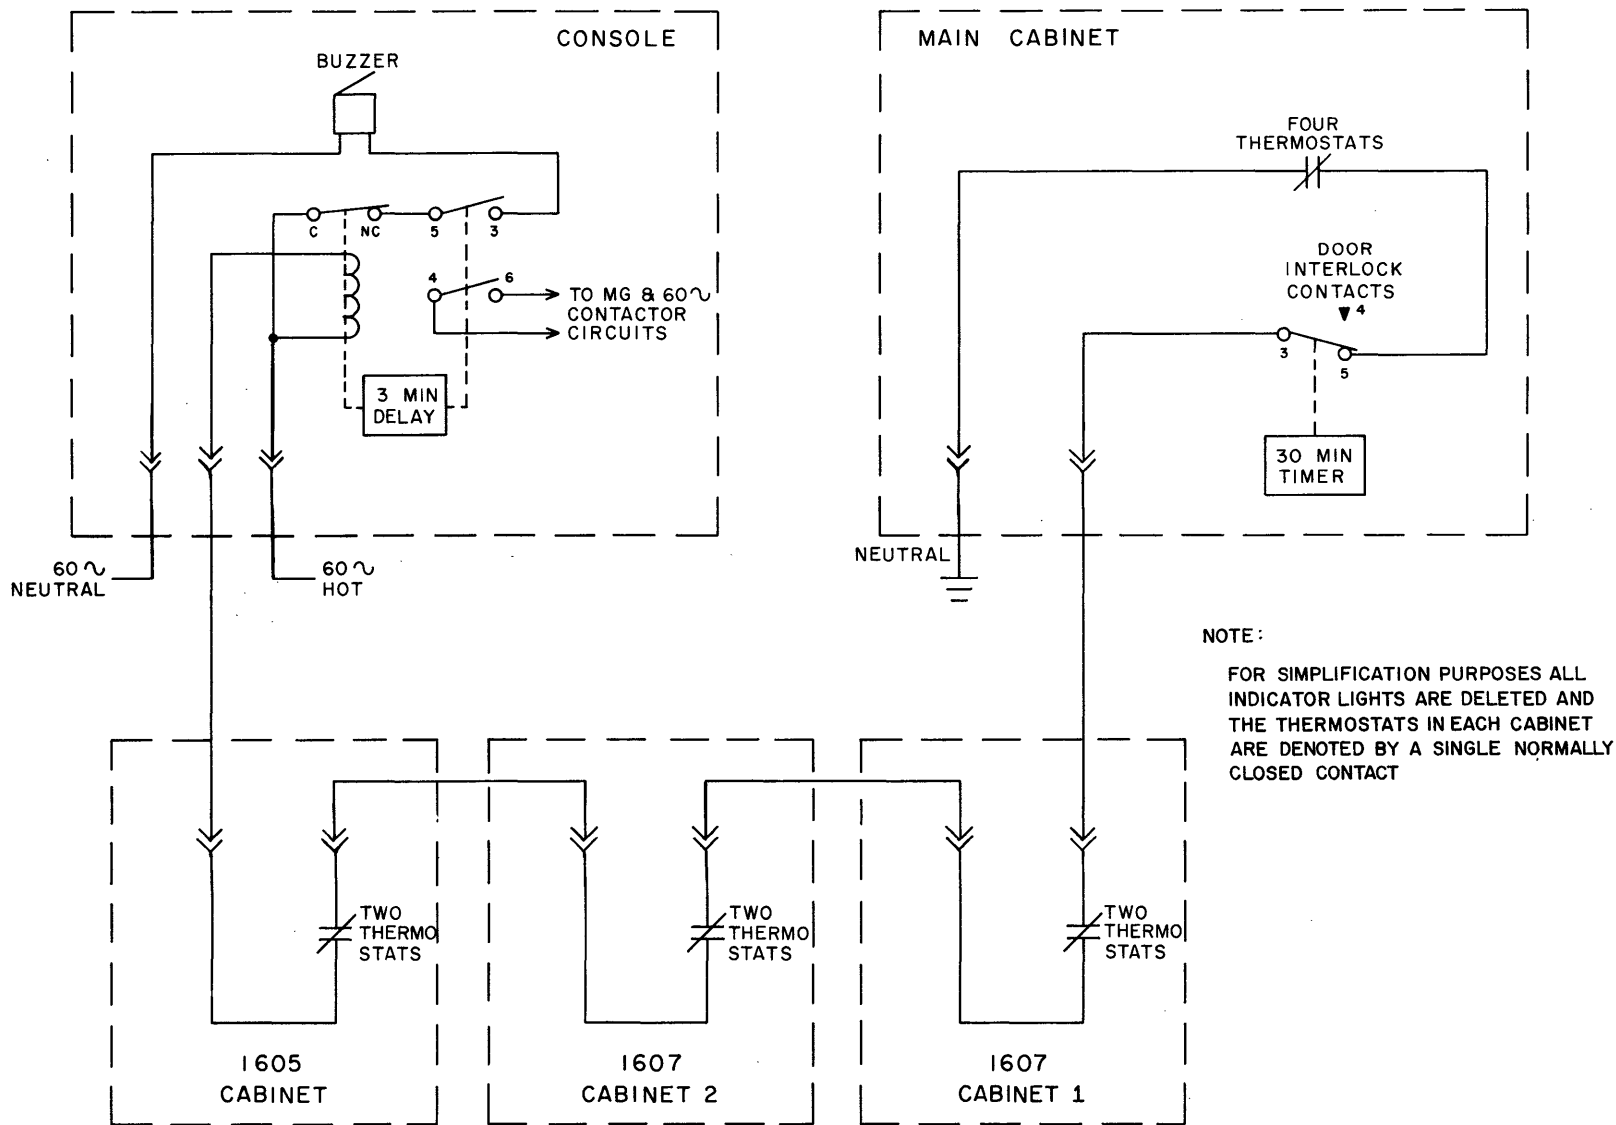 CONSOLE
BUZZER
C
NC
5
3
4
6
TO MG & 60~
CONTACTOR
CIRCUITS
3 MIN
DELAY
60~
NEUTRAL
60~
HOT
MAIN CABINET
FOUR
THERMOSTATS
DOOR
INTERLOCK
CONTACTS
4
3
5
30 MIN
TIMER
NEUTRAL
NOTE:
FOR SIMPLIFICATION PURPOSES ALL
INDICATOR LIGHTS ARE DELETED AND
THE THERMOSTATS IN EACH CABINET
ARE DENOTED BY A SINGLE NORMALLY
CLOSED CONTACT
TWO
THERMO
STATS
1605
CABINET
TWO
THERMO
STATS
1607
CABINET 2
TWO
THERMO
STATS
1607
CABINET 1